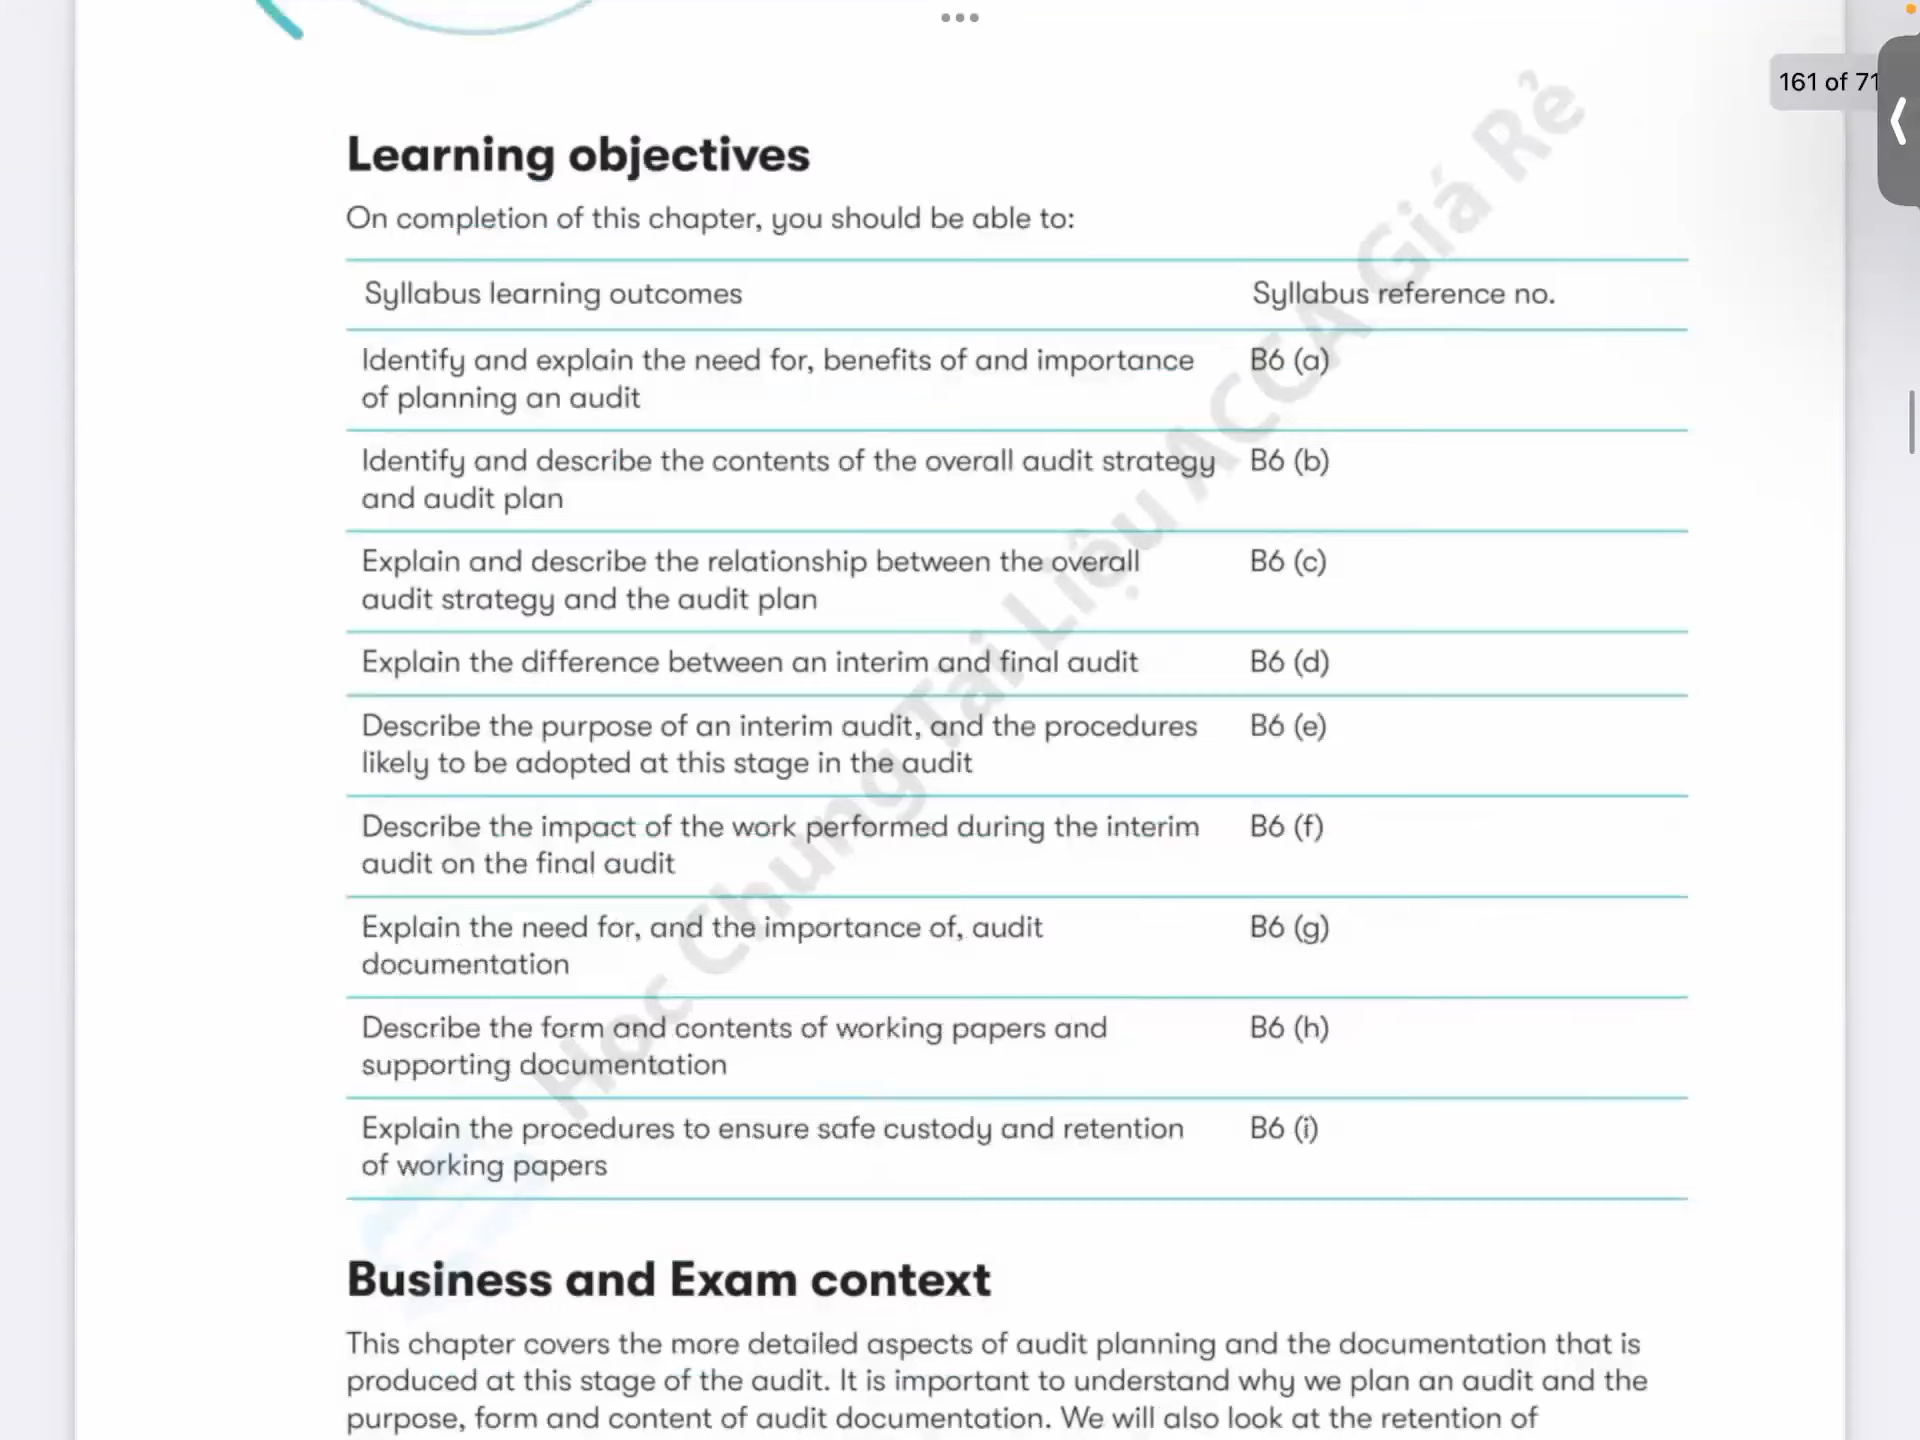 161 of 71
Learning objectives
On completion of this chapter, you should be able to:
Syllabus learning outcomes Syllabus reference no.
Identify and explain the need for, benefits of and importance B6 (a)
of planning an audit
Identify and describe the contents of the overall audit strategy B6 (b)
and audit plan
Explain and describe the relationship between the overall B6 (c)
audit strategy and the audit plan
Explain the difference between an interim and final audit B6 (d)
Describe the purpose of an interim audit, and the procedures B6 (e)
likely to be adopted at this stage in the audit
Describe the impact of the work performed during the interim B6 (f)
audit on the final audit
Explain the need for, and the importance of, audit B6 (g)
documentation
Describe the form and contents of working papers and B6 (h)
supporting documentation
Explain the procedures to ensure safe custody and retention B6 (i)
of working papers
Học Chung Tài Liệu ACCA Giá Rẻ
Business and Exam context
This chapter covers the more detailed aspects of audit planning and the documentation that is
produced at this stage of the audit. It is important to understand why we plan an audit and the
purpose, form and content of audit documentation. We will also look at the retention of